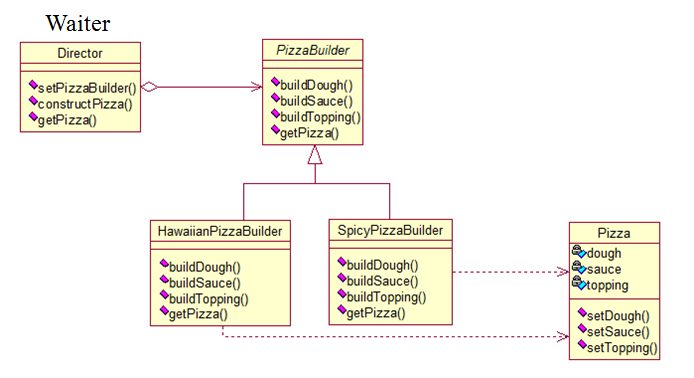 Waiter
Director
setPizzaBuilder()
constructPizza()
getPizza()
PizzaBuilder
buildDough()
buildSauce()
buildTopping()
getPizza()
HawaiianPizzaBuilder
buildDough()
buildSauce()
buildTopping()
getPizza()
SpicyPizzaBuilder
buildDough()
buildSauce()
buildTopping()
getPizza()
Pizza
dough
sauce
topping
setDough()
setSauce()
setTopping()